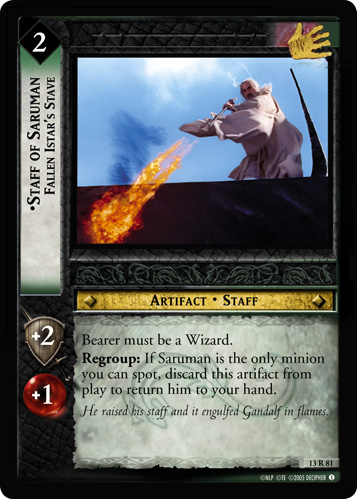 2
•Staff of Saruman
Fallen Istar's Stave
Artifact • Staff
+2
+1
Bearer must be a Wizard.
Regroup: If Saruman is the only minion
you can spot, discard this artifact from
play to return him to your hand.
He raised his staff and it engulfed Gandalf in flames.
13 R 81
©NLP ©TE ©2005 DECIPHER